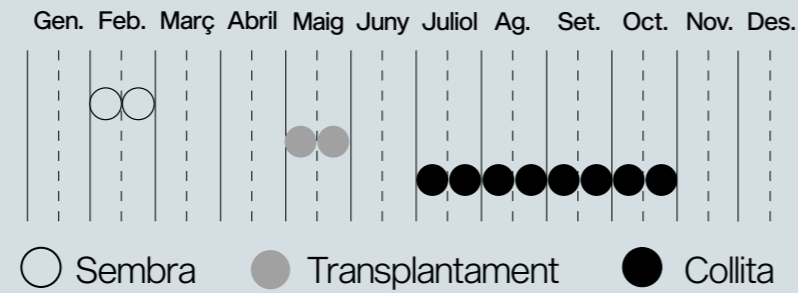 Gen. Feb. Març Abril Maig Juny Juliol Ag. Set. Oct. Nov. Des.
Sembra Transplantament Collita